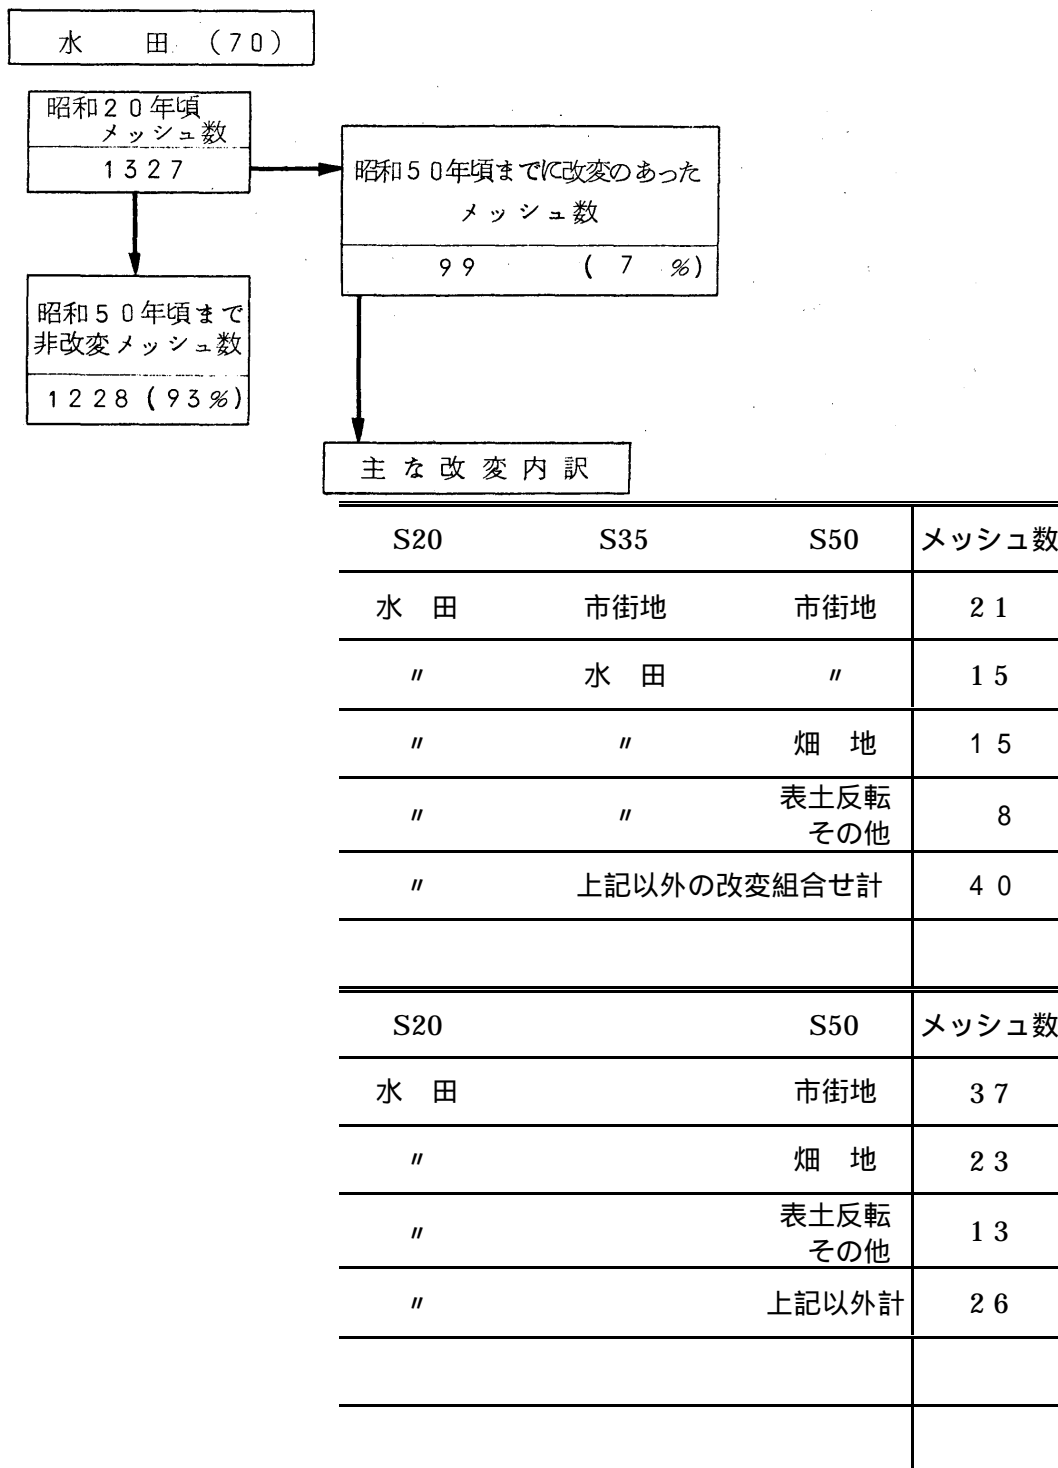 水　田（70）
昭和20年頃
メッシュ数
1327
昭和50年頃までに改変のあった
メッシュ数
99 (7 %)
昭和50年頃まで
非改変メッシュ数
1228(93%)
主な改変内訳
S20 S35 S50 メッシュ数
水　田 市街地 市街地 21
〃 水　田 〃 15
〃 〃 畑　地 15
〃 〃 表土反転
その他 8
〃 上記以外の改変組合せ計 40
S20 S50 メッシュ数
水　田 市街地 37
〃 畑　地 23
〃 表土反転
その他 13
〃 上記以外計 26